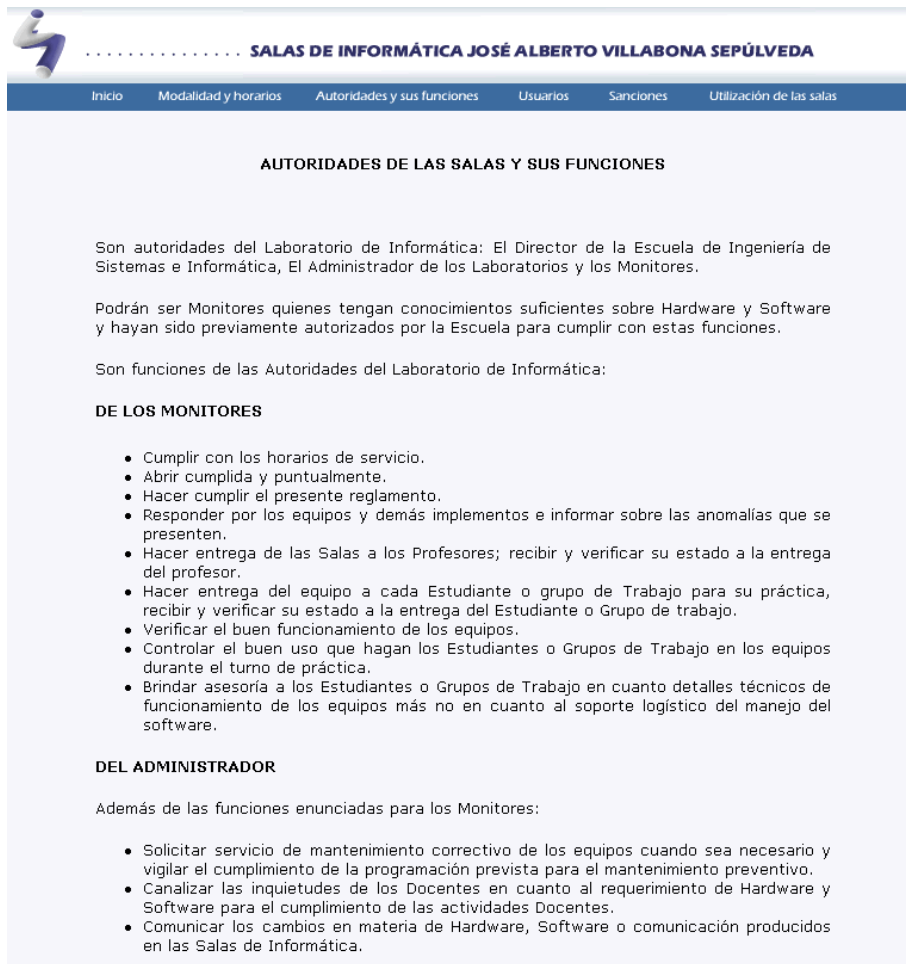 ............... SALAS DE INFORMÁTICA JOSÉ ALBERTO VILLABONA SEPÚLVEDA
Inicio Modalidad y horarios Autoridades y sus funciones Usuarios Sanciones Utilización de las salas
AUTORIDADES DE LAS SALAS Y SUS FUNCIONES
Son autoridades del Laboratorio de Informática: El Director de la Escuela de Ingeniería de
Sistemas e Informática, El Administrador de los Laboratorios y los Monitores.
Podrán ser Monitores quienes tengan conocimientos suficientes sobre Hardware y Software
y hayan sido previamente autorizados por la Escuela para cumplir con estas funciones.
Son funciones de las Autoridades del Laboratorio de Informática:
DE LOS MONITORES
• Cumplir con los horarios de servicio.
• Abrir cumplida y puntualmente.
• Hacer cumplir el presente reglamento.
• Responder por los equipos y demás implementos e informar sobre las anomalías que se
presenten.
• Hacer entrega de las Salas a los Profesores; recibir y verificar su estado a la entrega
del profesor.
• Hacer entrega del equipo a cada Estudiante o grupo de Trabajo para su práctica,
recibir y verificar su estado a la entrega del Estudiante o Grupo de trabajo.
• Verificar el buen funcionamiento de los equipos.
• Controlar el buen uso que hagan los Estudiantes o Grupos de Trabajo en los equipos
durante el turno de práctica.
• Brindar asesoría a los Estudiantes o Grupos de Trabajo en cuanto detalles técnicos de
funcionamiento de los equipos más no en cuanto al soporte logístico del manejo del
software.
DEL ADMINISTRADOR
Además de las funciones enunciadas para los Monitores:
• Solicitar servicio de mantenimiento correctivo de los equipos cuando sea necesario y
vigilar el cumplimiento de la programación prevista para el mantenimiento preventivo.
• Canalizar las inquietudes de los Docentes en cuanto al requerimiento de Hardware y
Software para el cumplimiento de las actividades Docentes.
• Comunicar los cambios en materia de Hardware, Software o comunicación producidos
en las Salas de Informática.